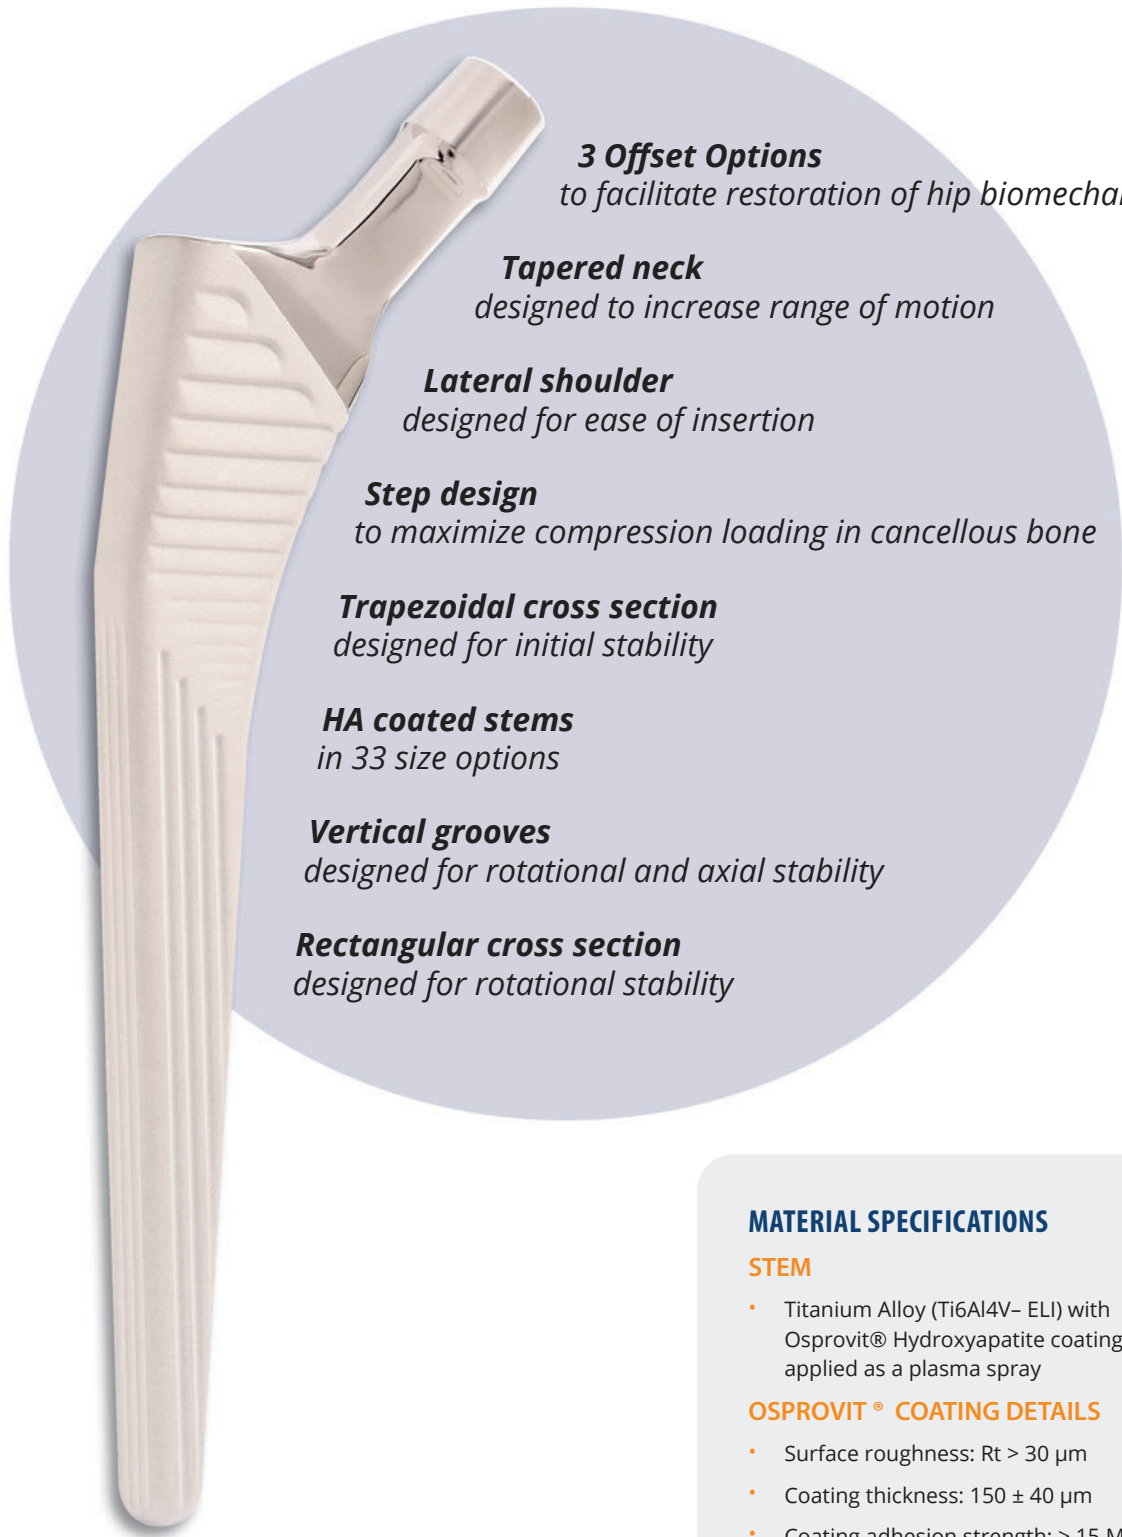 3 Offset Options
to facilitate restoration of hip
Tapered neck
designed to increase range of motion
Lateral shoulder
designed for ease of insertion
Step design
to maximize compression loading in cancellous bone
Trapezoidal cross section
designed for initial stability
HA coated stems
in 33 size options
Vertical grooves
designed for rotational and axial stability
Rectangular cross section
designed for rotational stability
MATERIAL SPECIFICATIONS
STEM
• Titanium Alloy (Ti6Al4V– ELI) with
Osprovit® Hydroxyapatite coating
applied as a plasma spray
OSPROVIT ® COATING DETAILS
• Surface roughness: Rt > 30 µm
• Coating thickness: 150 ± 40 µm
• Coating adhesion strength: > 15